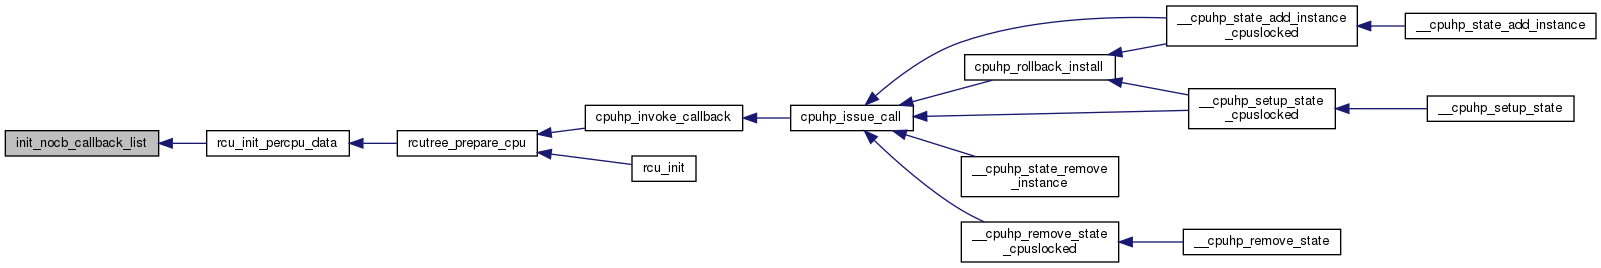 init_nocb_callback_list
rcu_init_percpu_data
rcutree_prepare_cpu
cpuhp_invoke_callback
rcu_init
cpuhp_issue_call
__cpuhp_state_add_instance
_cpuslocked
cpuhp_rollback_install
__cpuhp_setup_state
_cpuslocked
__cpuhp_state_remove
_instance
__cpuhp_remove_state
_cpuslocked
__cpuhp_state_add_instance
__cpuhp_setup_state
__cpuhp_remove_state